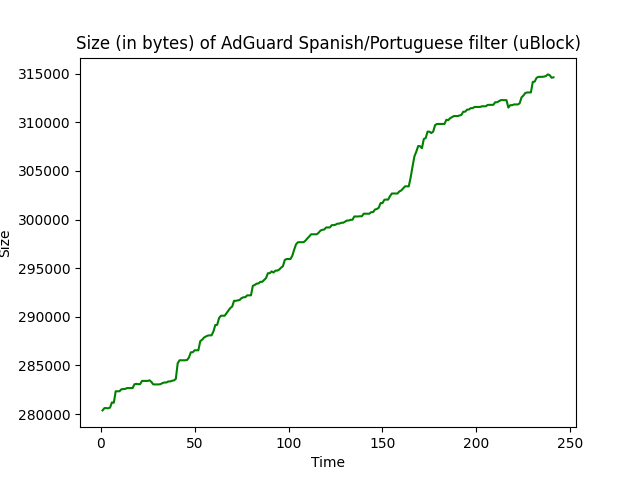 Size (in bytes) of AdGuard Spanish/Portuguese filter (uBlock)
315000
310000
305000
300000
295000
290000
285000
280000
Size
0 50 100 150 200 250
Time